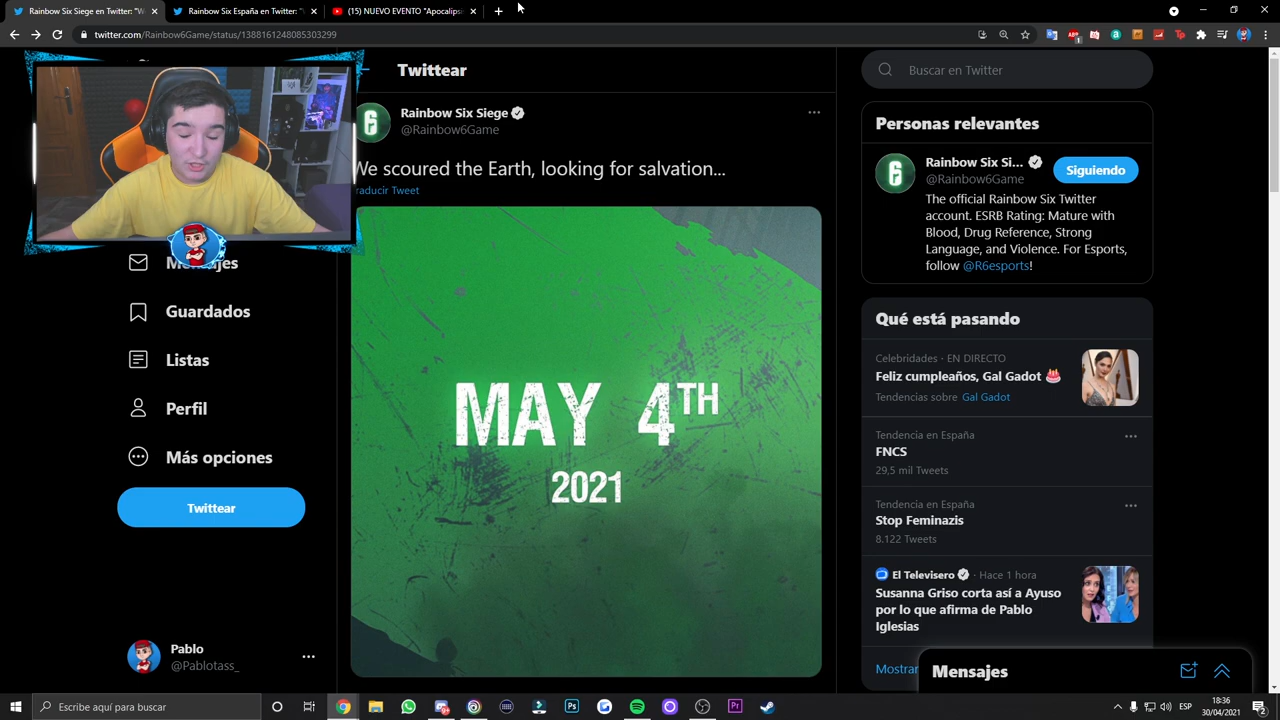 Rainbow Six Siege en Twitter: "W
Rainbow Six España en Twitter: "
(15) NUEVO EVENTO "Apocalips
twitter.com/Rainbow6Game/status/1388161248085303299
Twittear
Buscar en Twitter
Rainbow Six Siege
@Rainbow6Game
We scoured the Earth, looking for salvation...
raducir Tweet
MAY 4TH
2021
Mensajes
Guardados
Listas
Perfil
Más opciones
Twittear
Pablo
@Pablotass_
Personas relevantes
Rainbow Six Si...
@Rainbow6Game
Siguiendo
The official Rainbow Six Twitter
account. ESRB Rating: Mature with
Blood, Drug Reference, Strong
Language, and Violence. For Esports,
follow @R6esports!
Qué está pasando
Celebridades · EN DIRECTO
Feliz cumpleaños, Gal Gadot
Tendencias sobre Gal Gadot
Tendencia en España
FNCS
29,5 mil Tweets
Tendencia en España
Stop Feminazis
8.122 Tweets
El Televisero · Hace 1 hora
Susanna Griso corta así a Ayuso
por lo que afirma de Pablo
Iglesias
Mostrar
Mensajes
Escribe aquí para buscar
ESP
18:36
30/04/2021